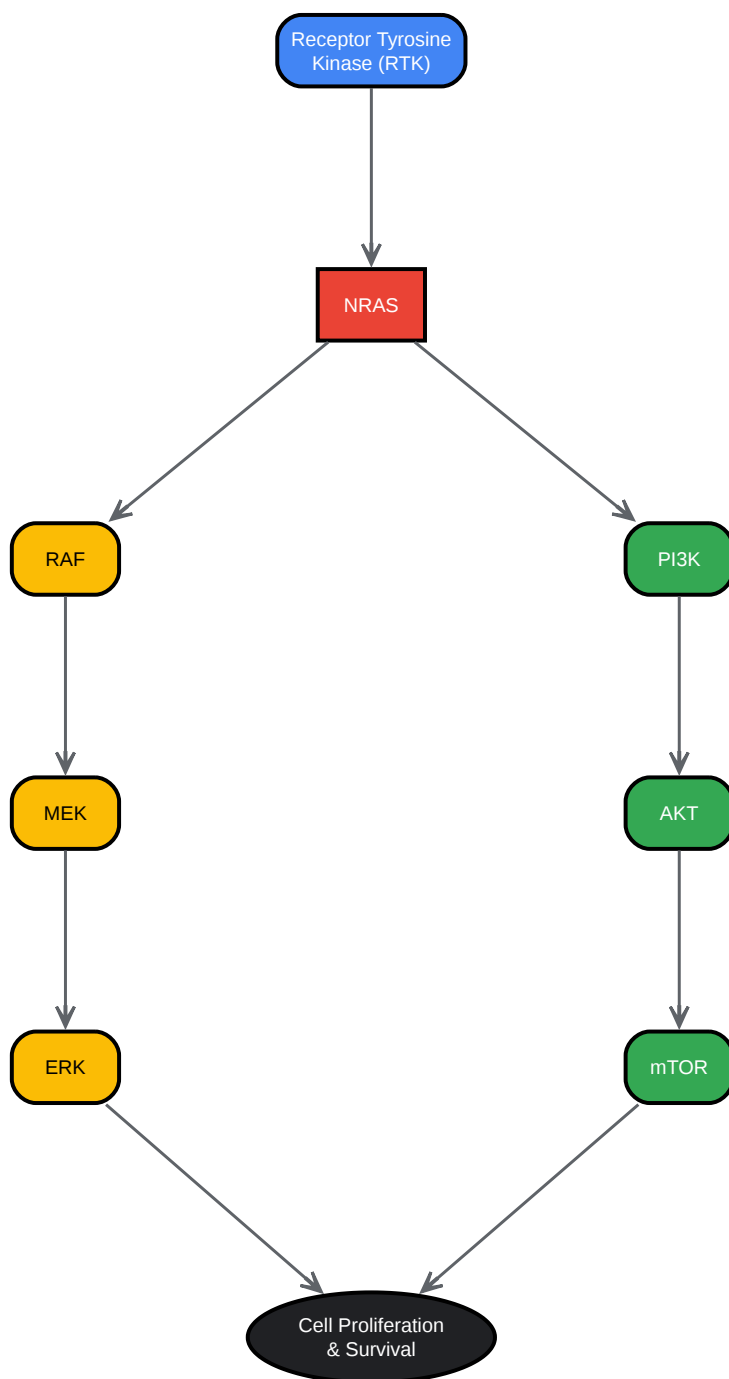 Receptor Tyrosine
Kinase (RTK)
NRAS
RAF
PI3K
MEK
AKT
ERK
mTOR
Cell Proliferation
& Survival